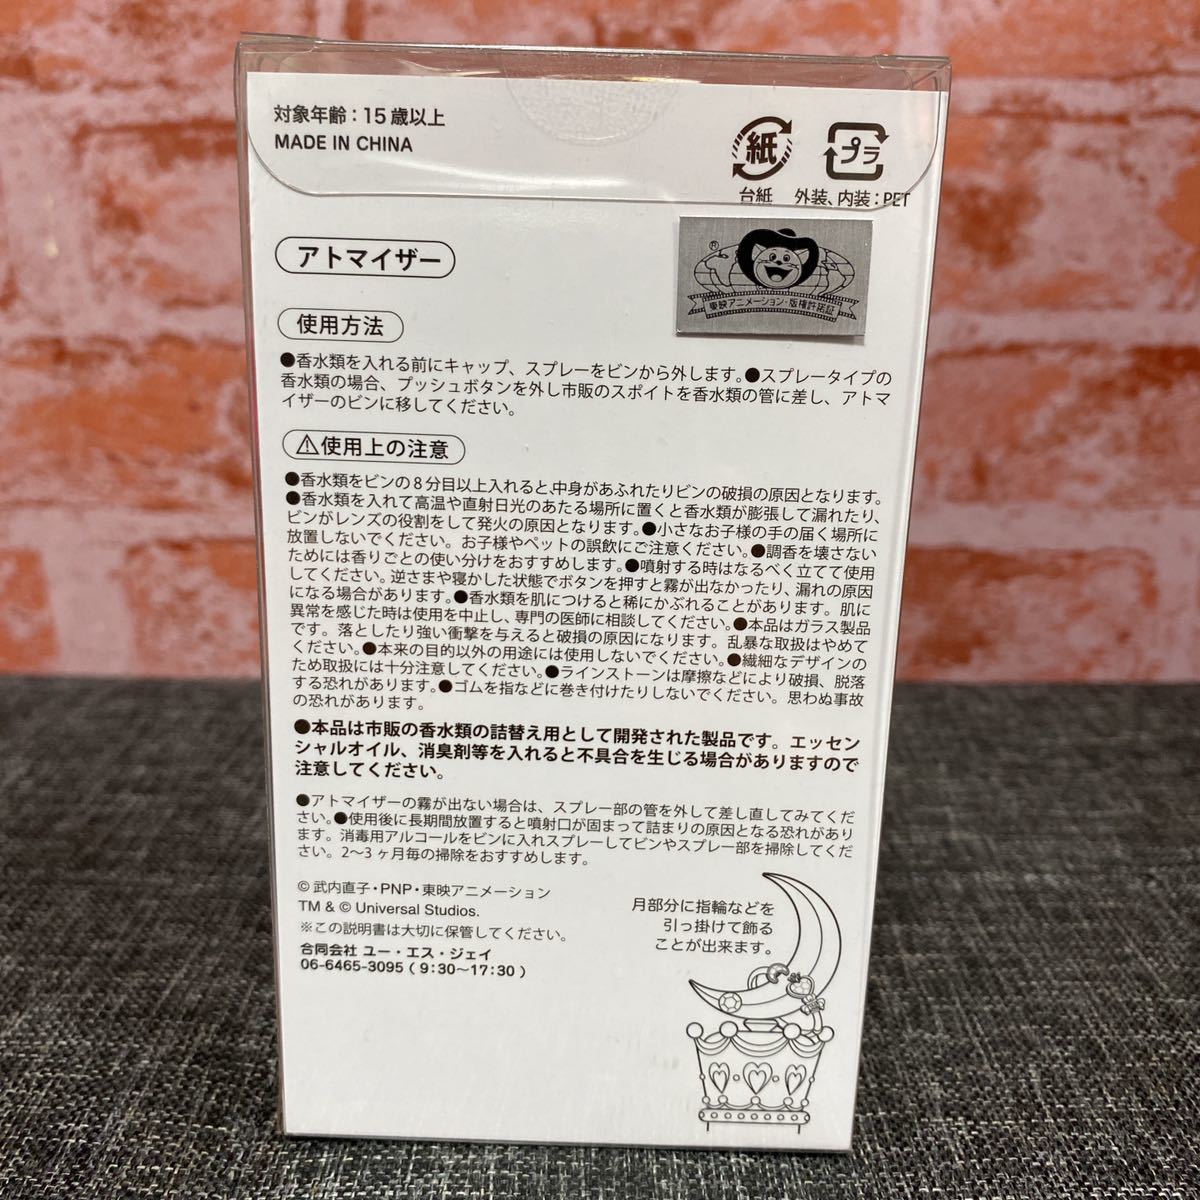 対象年齢：15歳以上
MADE IN CHINA
紙
プラ
台紙 外装、内装：PET
®
東映アニメーション・版権許諾証
アトマイザー
使用方法
●香水類を入れる前にキャップ、スプレーをビンから外します。●スプレータイプの
香水類の場合、プッシュボタンを外し市販のスポイトを香水類の管に差し、アトマ
イザーのビンに移してください。
⚠使用上の注意
●香水類をビンの8分目以上入れると、中身があふれたりビンの破損の原因となります。
●香水類を入れて高温や直射日光のあたる場所に置くと香水類が膨張して漏れたり、
ビンがレンズの役割をして発火の原因となります。●小さなお子様の手の届く場所に
放置しないでください。お子様やペットの誤飲にご注意ください。●調香を壊さない
ためには香りごとの使い分けをおすすめします。●噴射する時はなるべく立てて使用
してください。逆さまや寝かした状態でボタンを押すと霧が出なかったり、漏れの原因
になる場合があります。●香水類を肌につけると稀にかぶれることがあります。肌に
異常を感じた時は使用を中止し、専門の医師に相談してください。●本品はガラス製品
です。落としたり強い衝撃を与えると破損の原因になります。乱暴な取扱はやめて
ください。●本来の目的以外の用途には使用しないでください。●繊細なデザインの
ため取扱には十分注意してください。●ラインストーンは摩擦などにより破損、脱落
する恐れがあります。●ゴムを指などに巻き付けたりしないでください。思わぬ事故
の恐れがあります。
●本品は市販の香水類の詰替え用として開発された製品です。エッセン
シャルオイル、消臭剤等を入れると不具合を生じる場合がありますので
注意してください。
●アトマイザーの霧が出ない場合は、スプレー部の管を外して差し直してみてくだ
さい。●使用後に長期間放置すると噴射口が固まって詰まりの原因となる恐れがあり
ます。消毒用アルコールをビンに入れスプレーしてビンやスプレー部を掃除してくだ
さい。2〜3ヶ月毎の掃除をおすすめします。
© 武内直子・PNP・東映アニメーション
TM & © Universal Studios.
※この説明書は大切に保管してください。
合同会社 ユー・エス・ジェイ
06-6465-3095（9:30〜17:30）
月部分に指輪などを
引っ掛けて飾る
ことが出来ます。